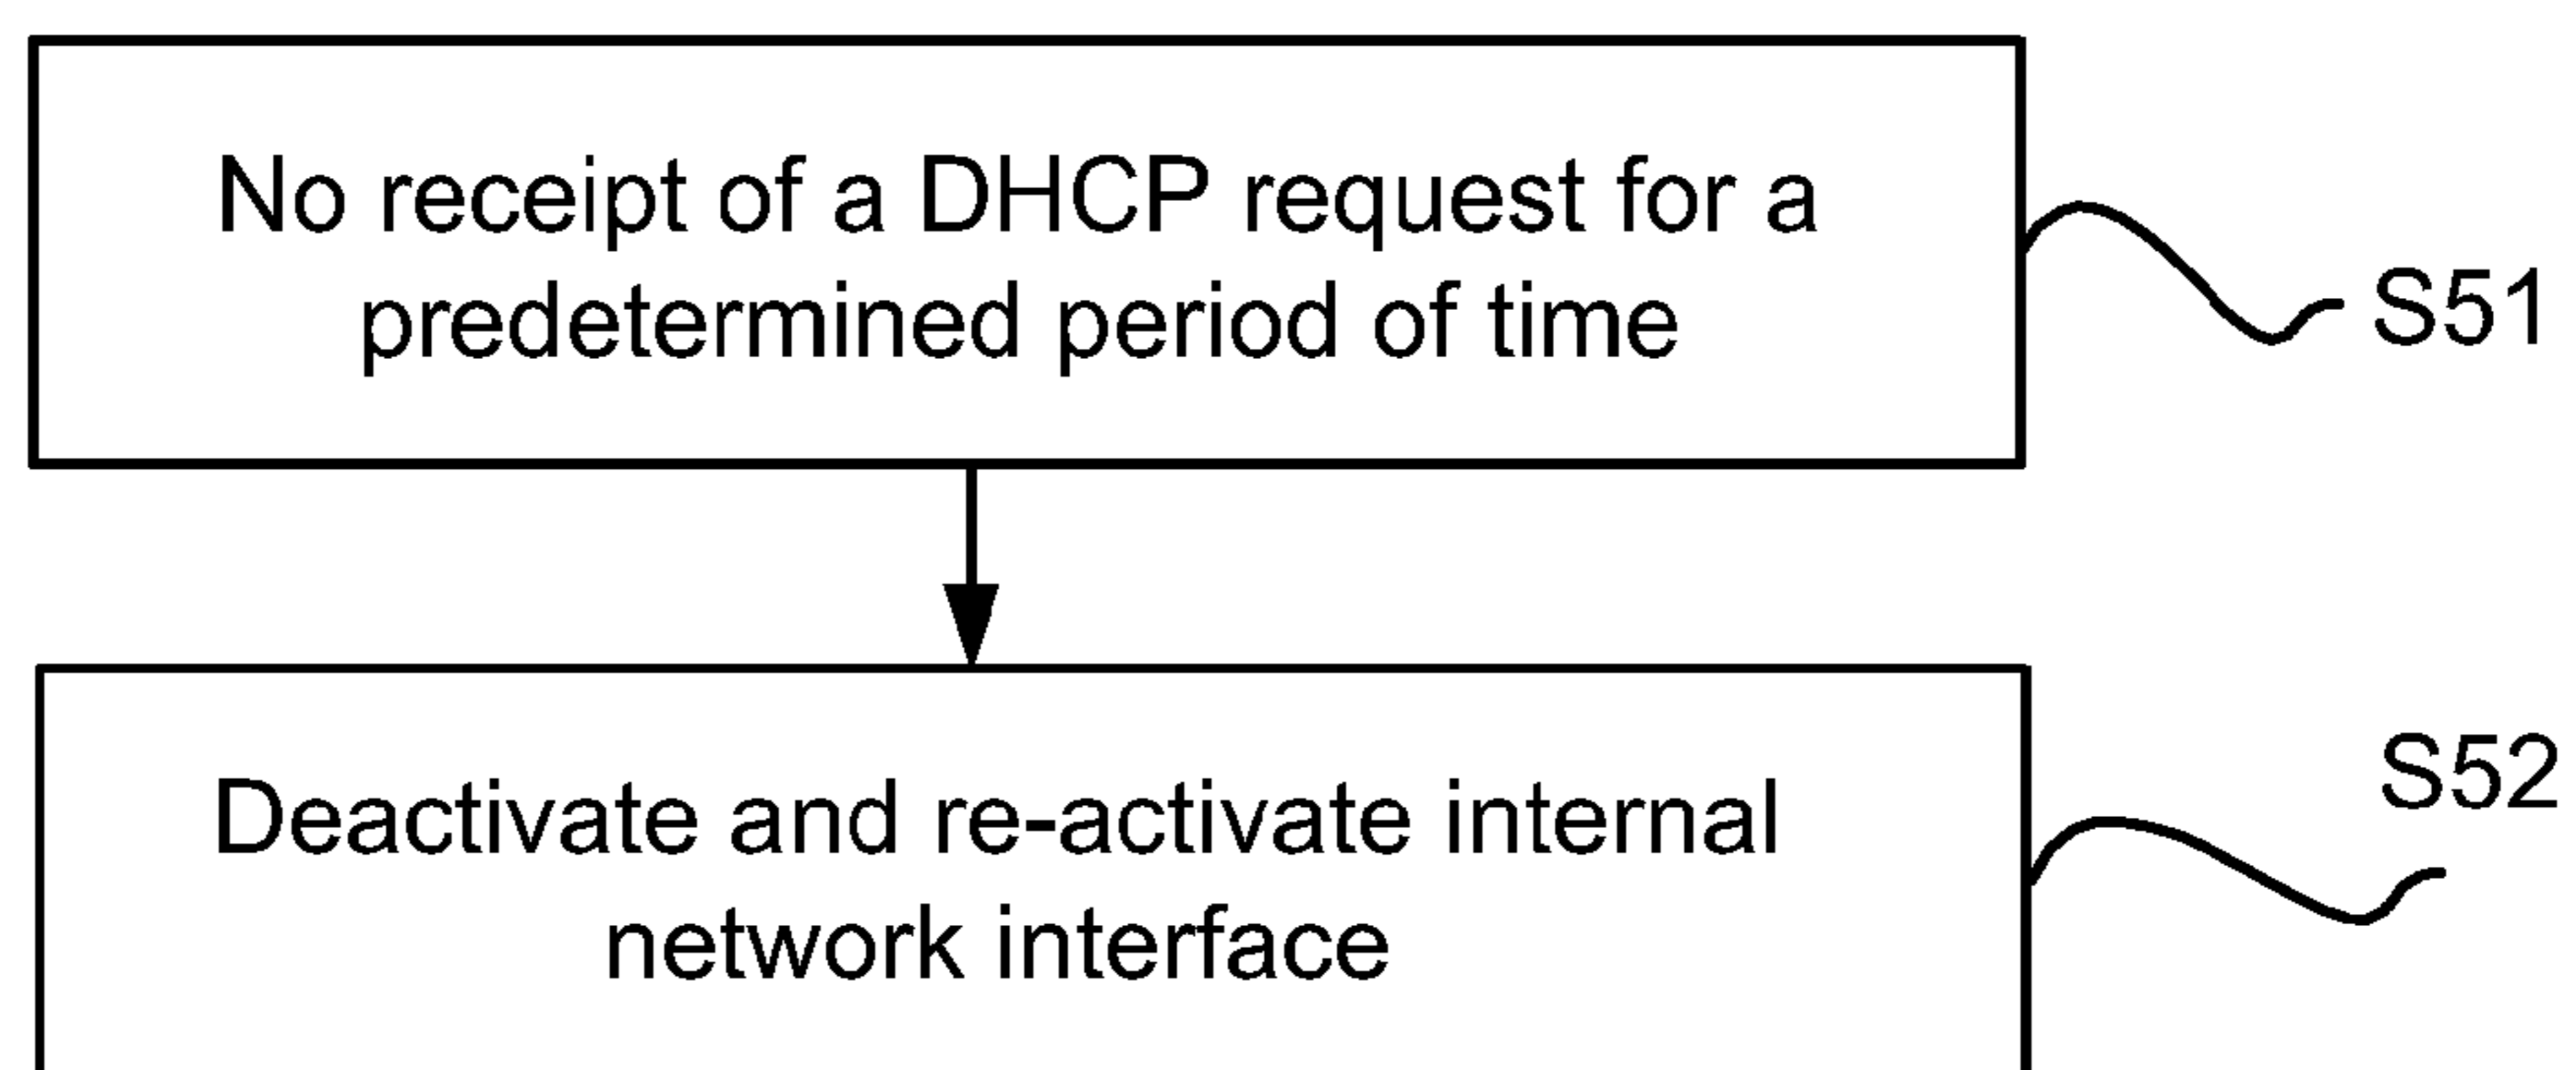 No receipt of a DHCP request for a
predetermined period of time
S51
Deactivate and re-activate internal
network interface
S52